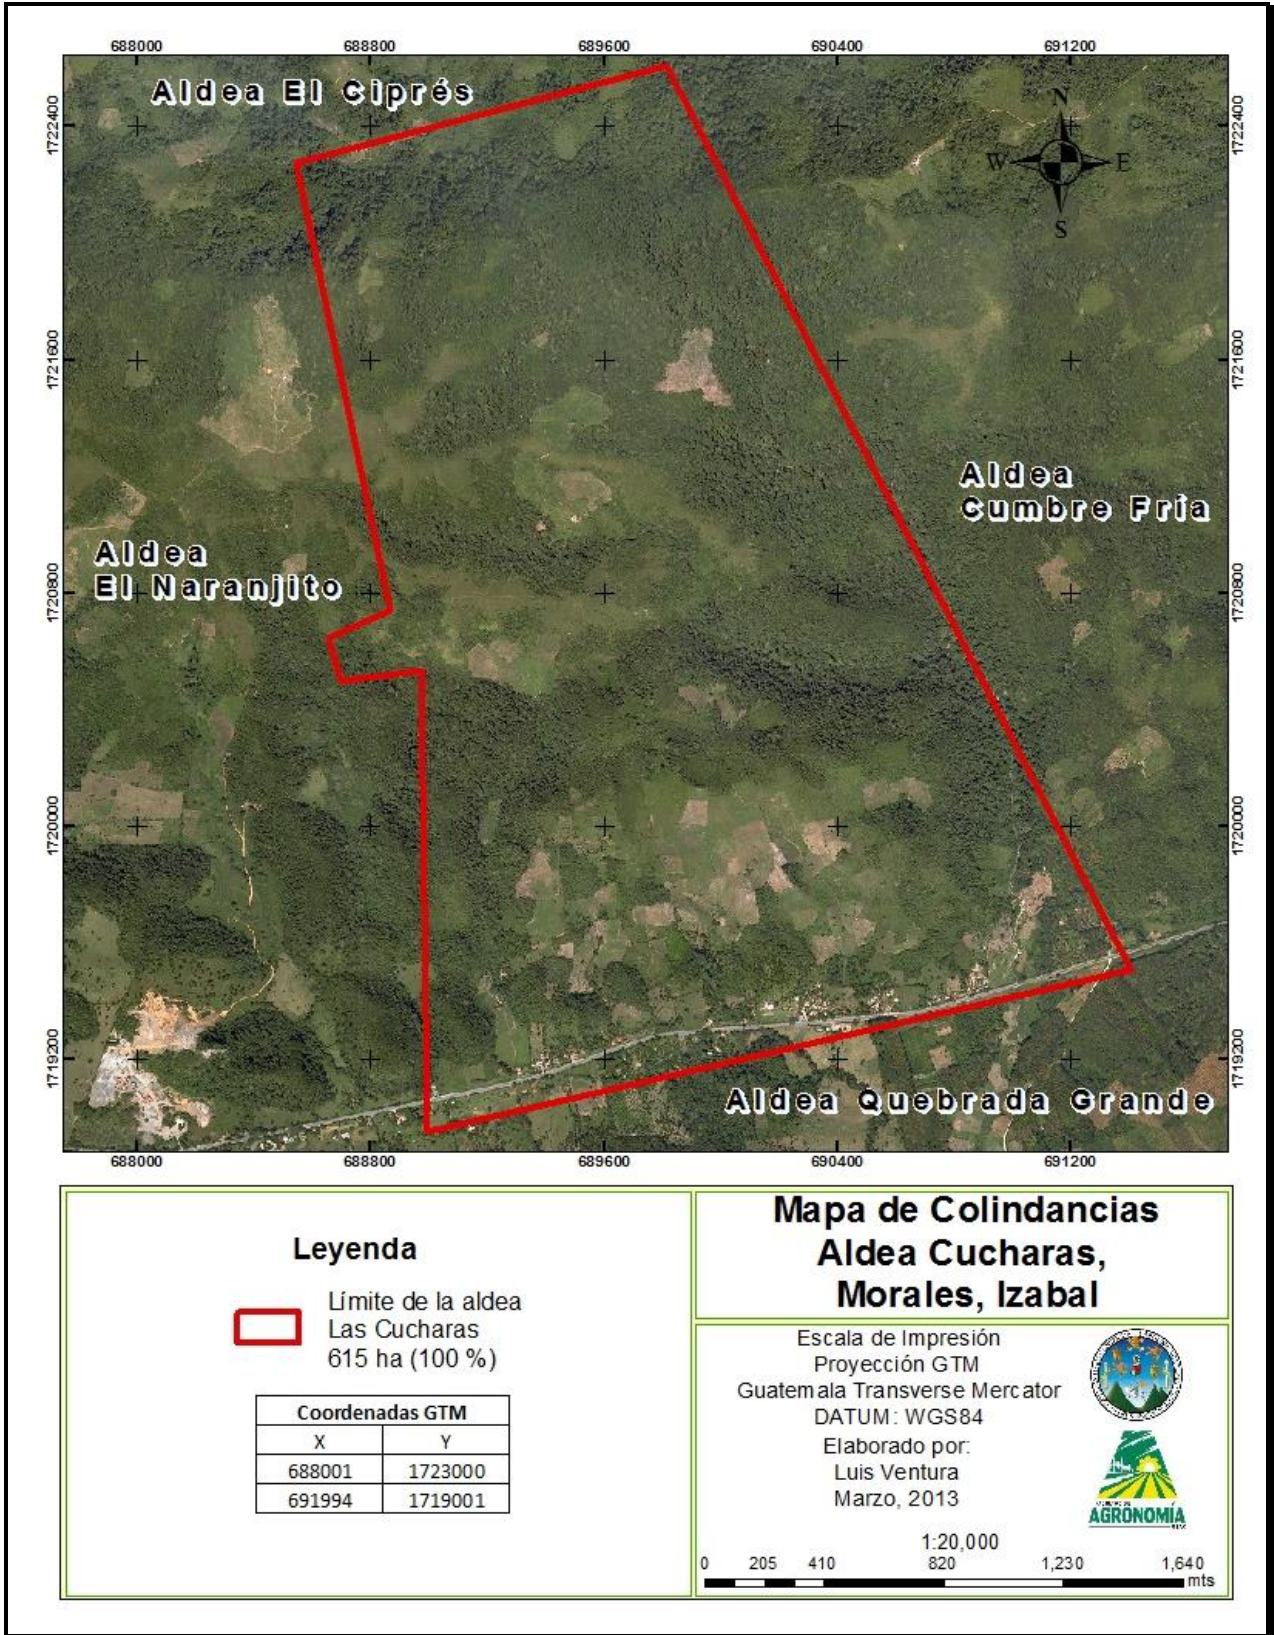 688000 688800 689600 690400 691200
Aldea El Ciprés
N
1722400 1722400
W E
S
1721600 1721600
Aldea
Cumbre Fría
Aldea
El Naranjito
1720800 1720800
1720000 1720000
1719200 1719200
Aldea Quebrada Grande
688000 688800 689600 690400 691200
Leyenda
Límite de la aldea
Las Cucharas
615 ha (100 %)
Coordenadas GTM
X Y
688001 1723000
691994 1719001
Mapa de Colindancias
Aldea Cucharas,
Morales, Izabal
Escala de Impresión
Proyección GTM
Guatemala Transverse Mercator
DATUM: WGS84
Elaborado por:
Luis Ventura
Marzo, 2013
AGRONOMIA
1:20,000
0 205 410 820 1,230 1,640
mts